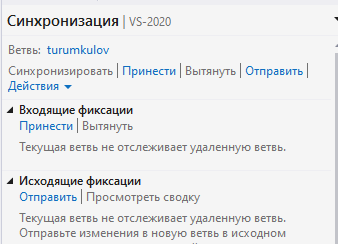 Синхронизация | VS-2020
Ветвь: turumkulov
Синхронизировать | Принести | Вытянуть | Отправить |
Действия
Входящие фиксации
Принести | Вытянуть
Текущая ветвь не отслеживает удаленную ветвь.
Исходящие фиксации
Отправить | Просмотреть сводку
Текущая ветвь не отслеживает удаленную ветвь.
Отправьте изменения в новую ветвь в исходном